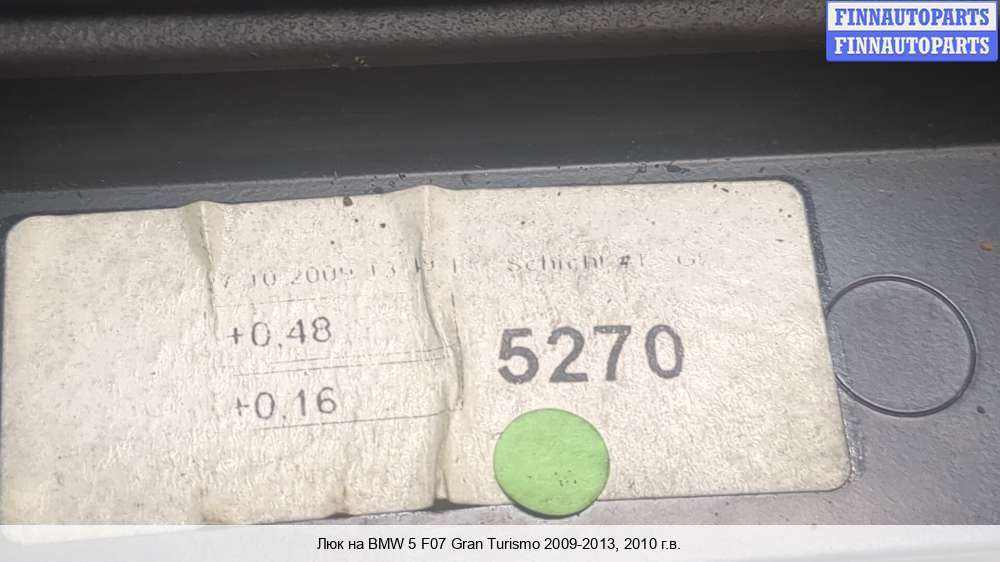 FINNAUTOPARTS
FINNAUTOPARTS
10.2009 Schicht
+0.48
5270
+0.16
Люк на BMW 5 F07 Gran Turismo 2009-2013, 2010 г.в.